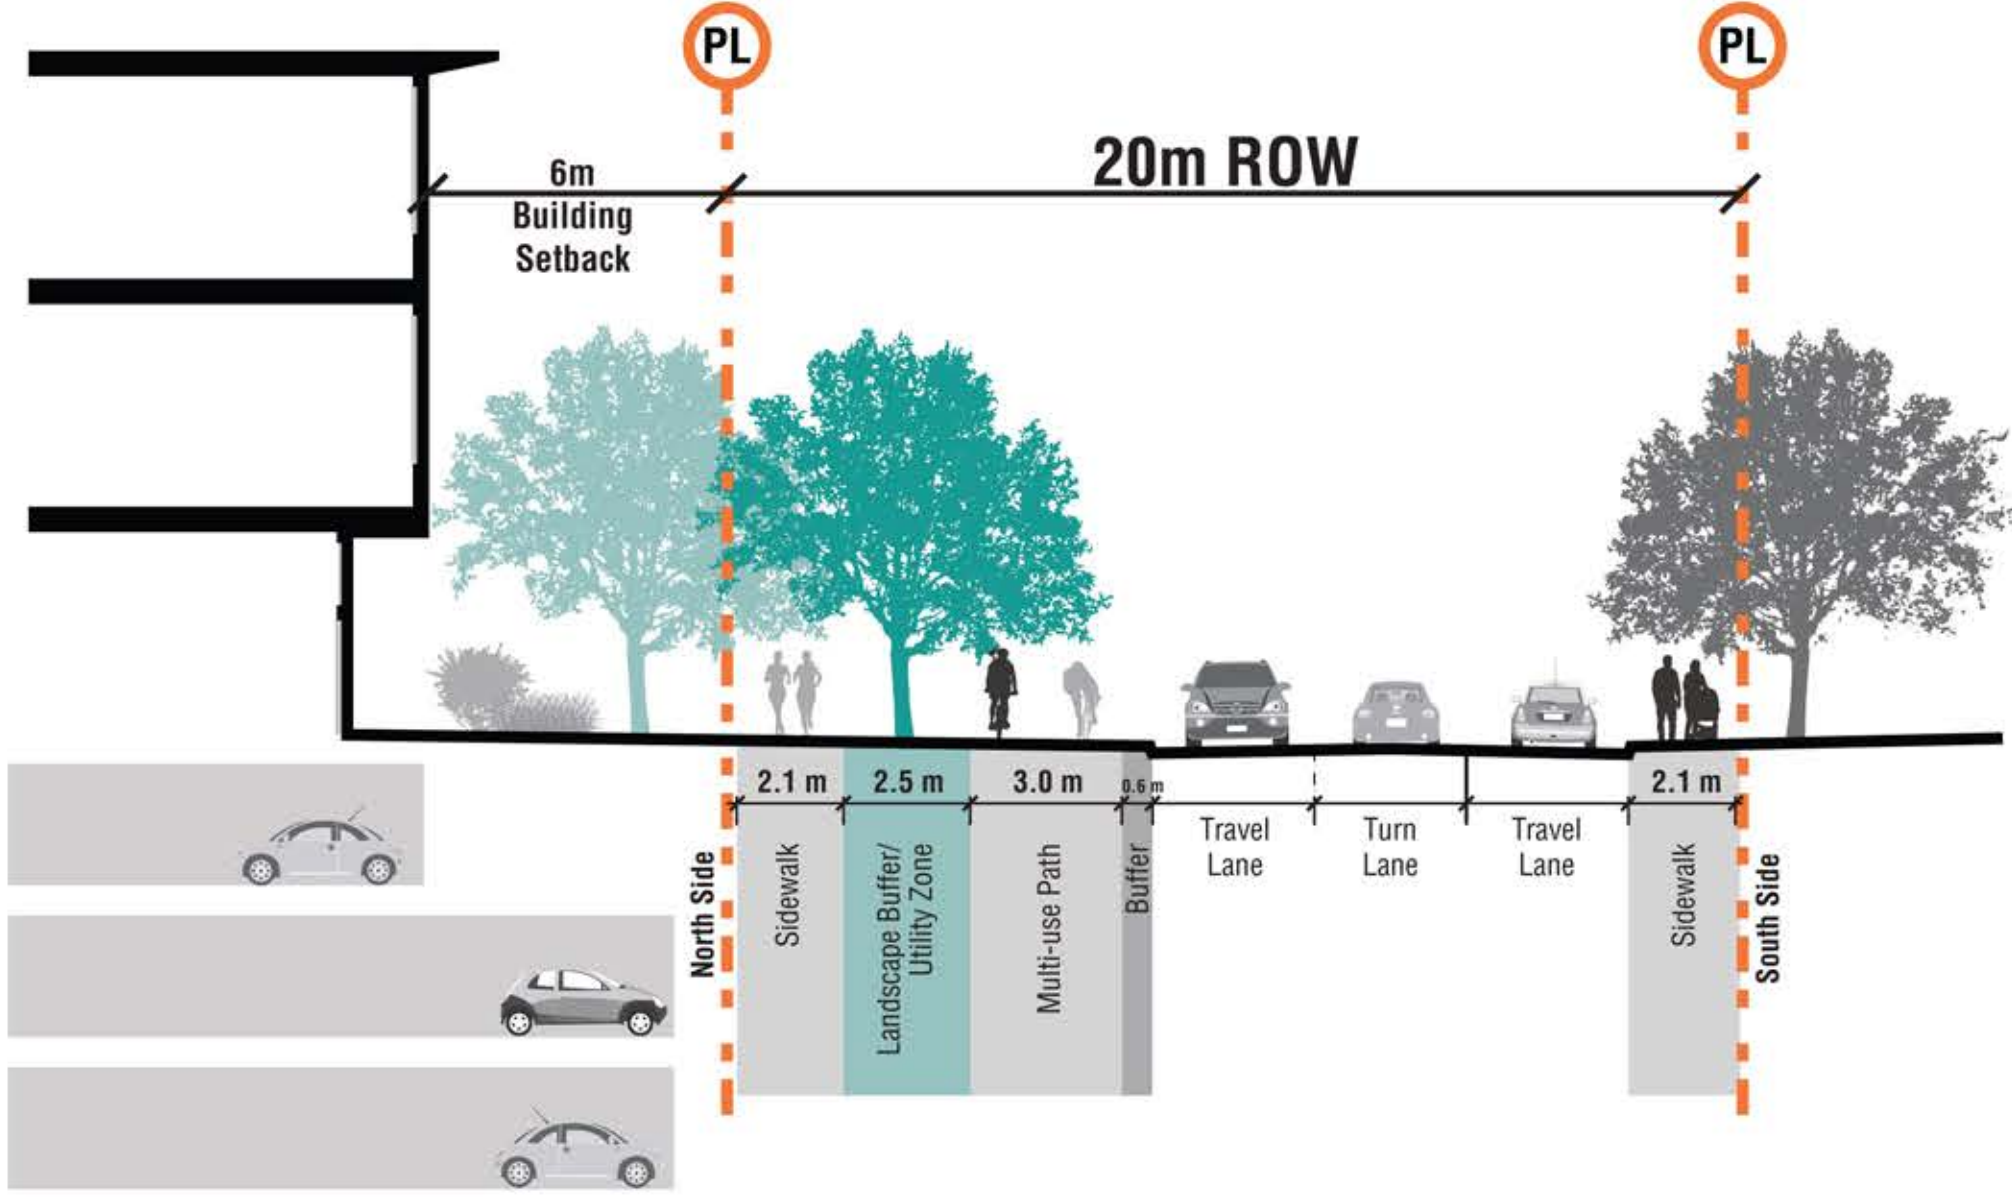 PL
PL
20m ROW
6m
Building
Setback
2.1 m
2.5 m
3.0 m
0.6 m
2.1 m
North Side
Sidewalk
Landscape Buffer/
Utility Zone
Multi-use Path
Buffer
Travel
Lane
Turn
Lane
Travel
Lane
Sidewalk
South Side